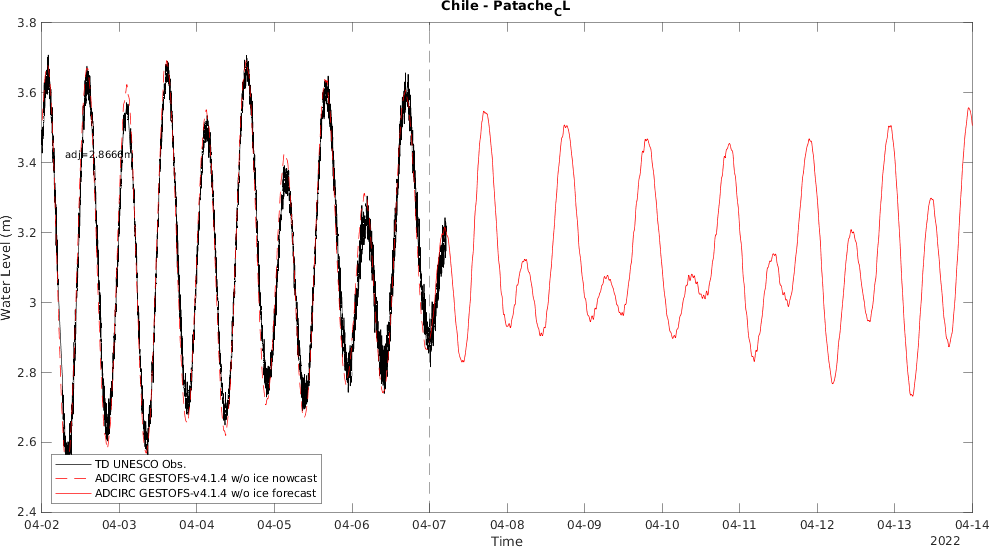 Chile - Patache_CL
3.8
3.6
3.4
3.2
3
2.8
2.6
2.4
Water Level (m)
adj=2.8666m
TD UNESCO Obs.
ADCIRC GESTOFS-v4.1.4 w/o ice nowcast
ADCIRC GESTOFS-v4.1.4 w/o ice forecast
04-02 04-03 04-04 04-05 04-06 04-07 04-08 04-09 04-10 04-11 04-12 04-13 04-14
Time
2022